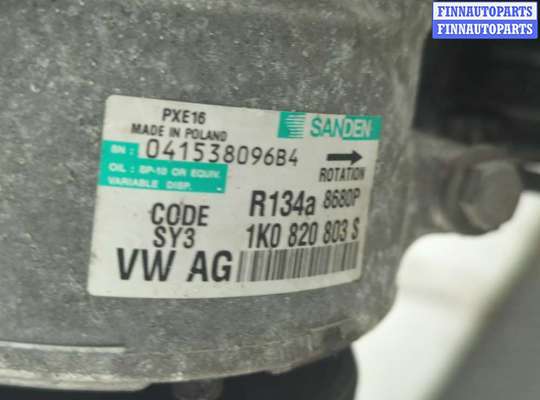 FINNAUTOPARTS
FINNAUTOPARTS
PXE16
MADE IN POLAND
SANDEN
SN : 041538096B4
ROTATION
OIL : SP-10 OR EQUIV.
VARIABLE DISP.
R134a 8680P
CODE
SY3
1K0 820 803 S
VW AG